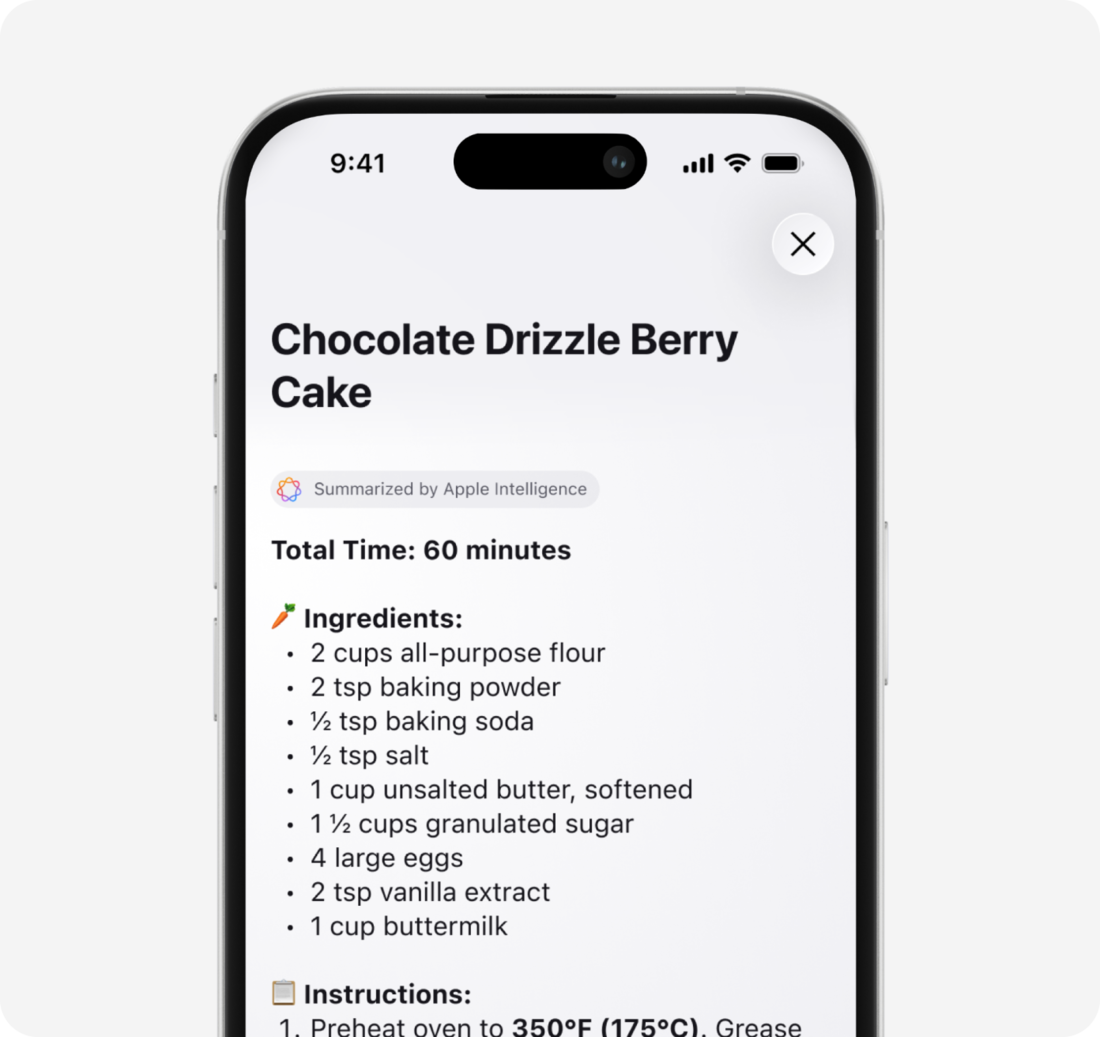 9:41
Chocolate Drizzle Berry
Cake
Summarized by Apple Intelligence
Total Time: 60 minutes
🥕 Ingredients:
• 2 cups all-purpose flour
• 2 tsp baking powder
• ½ tsp baking soda
• ½ tsp salt
• 1 cup unsalted butter, softened
• 1 ½ cups granulated sugar
• 4 large eggs
• 2 tsp vanilla extract
• 1 cup buttermilk
📋 Instructions:
1. Preheat oven to 350°F (175°C). Grease